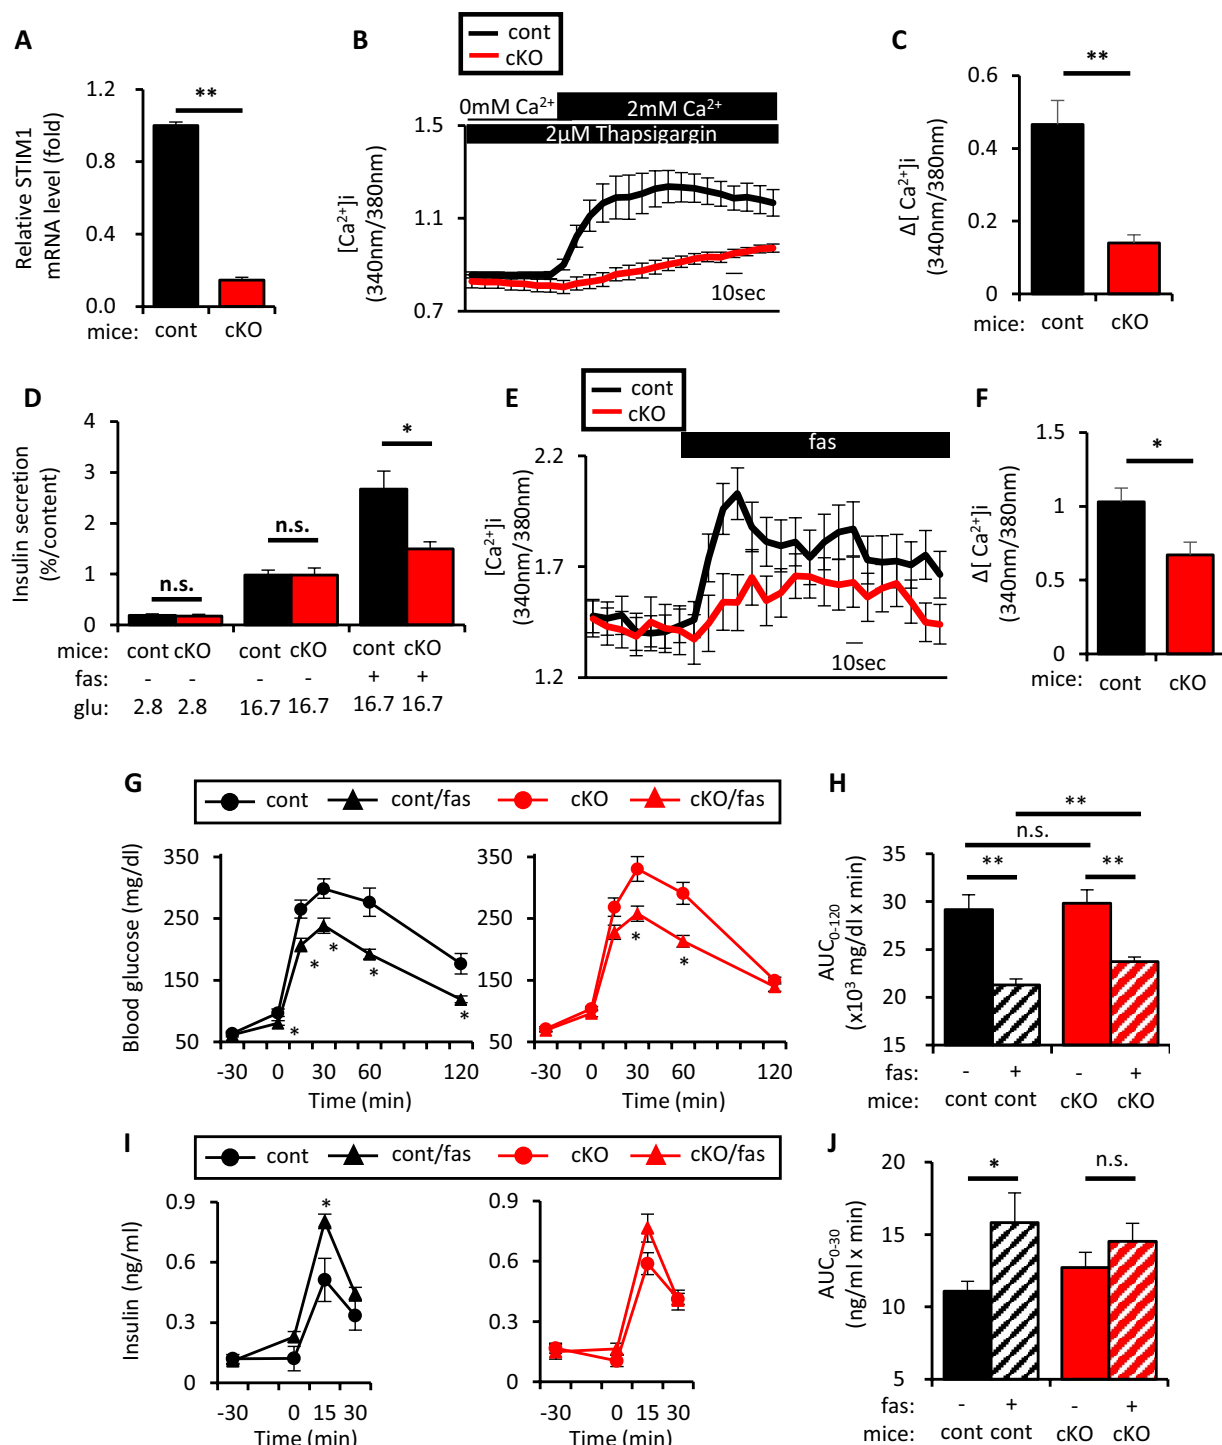 A
Relative STIM1
mRNA level (fold)
1.2
0.8
0.4
0.0
**
mice: cont cKO
B
cont
cKO
0mM Ca²⁺
2mM Ca²⁺
2μM Thapsigargin
[Ca²⁺]i
(340nm/380nm)
1.5
1.1
0.7
10sec
C
Δ[ Ca²⁺]i
(340nm/380nm)
0.6
0.4
0.2
0
**
cont cKO
D
Insulin secretion
(%/content)
4
3
2
1
0
n.s.
n.s.
*
mice: cont cKO cont cKO cont cKO
fas: - - - - + +
glu: 2.8 2.8 16.7 16.7 16.7 16.7
E
cont
cKO
fas
[Ca²⁺]i
(340nm/380nm)
2.2
1.7
1.2
10sec
F
Δ[ Ca²⁺]i
(340nm/380nm)
1.5
1
0.5
0
*
mice: cont cKO
G
cont cont/fas cKO cKO/fas
Blood glucose (mg/dl)
350
250
150
50
* * * * *
-30 0 30 60 120
Time (min)
350
250
150
50
* *
-30 0 30 60 120
Time (min)
H
AUC₀₋₁₂₀
(x10³ mg/dl x min)
30
25
20
15
**
n.s.
** **
fas: - + - +
mice: cont cont cKO cKO
I
cont cont/fas cKO cKO/fas
Insulin (ng/ml)
0.9
0.6
0.3
0
*
-30 0 15 30
Time (min)
0.9
0.6
0.3
0
-30 0 15 30
Time (min)
J
AUC₀₋₃₀
(ng/ml x min)
20
15
10
5
* n.s.
fas: - + - +
mice: cont cont cKO cKO